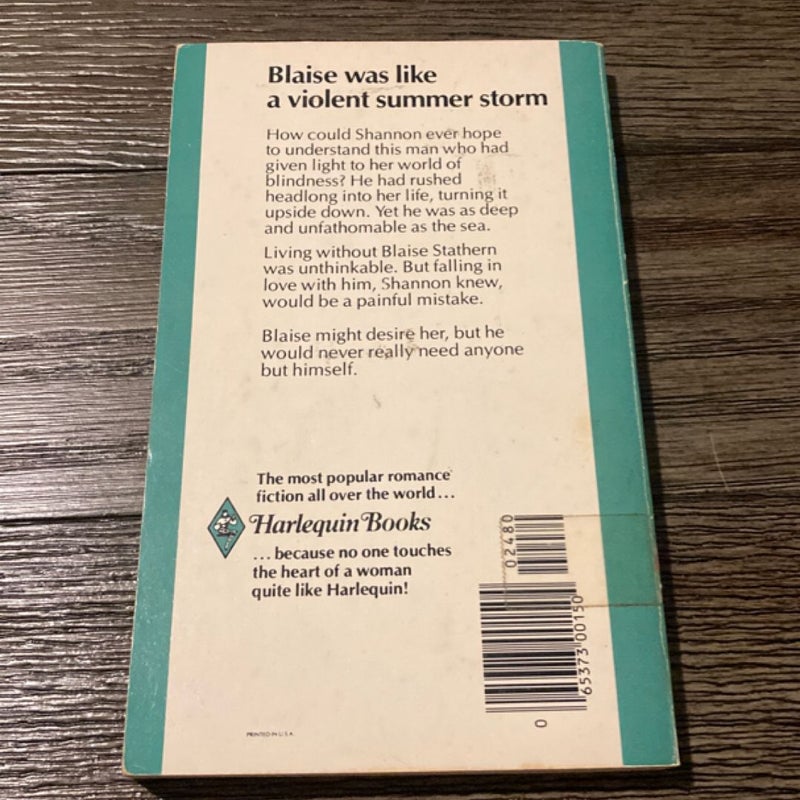 Blaise was like
a violent summer storm
How could Shannon ever hope
to understand this man who had
given light to her world of
blindness? He had rushed
headlong into her life, turning it
upside down. Yet he was as deep
and unfathomable as the sea.
Living without Blaise Stathern
was unthinkable. But falling in
love with him, Shannon knew,
would be a painful mistake.
Blaise might desire her, but he
would never really need anyone
but himself.
The most popular romance
fiction all over the world...
Harlequin Books
...because no one touches
the heart of a woman
quite like Harlequin!
02480
65373 00150
0
PRINTED IN U.S.A.